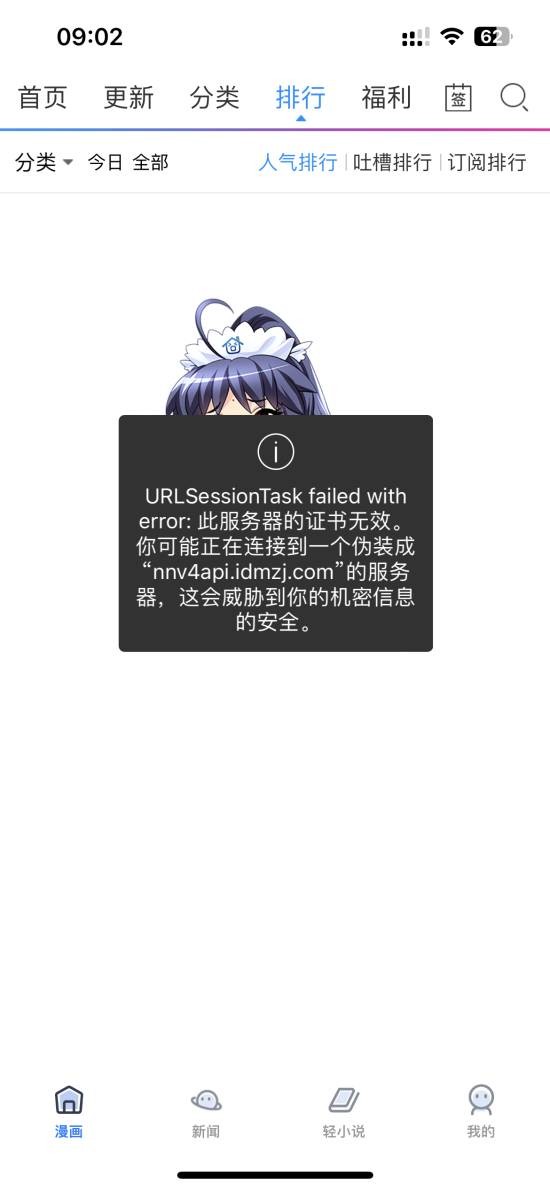 09:02
62
首页 更新 分类 排行 福利 签
分类 今日 全部 人气排行 吐槽排行 订阅排行
URLSessionTask failed with
error: 此服务器的证书无效。
你可能正在连接到一个伪装成
“nnv4api.idmzj.com”的服务
器，这会威胁到你的机密信息
的安全。
漫画 新闻 轻小说 我的